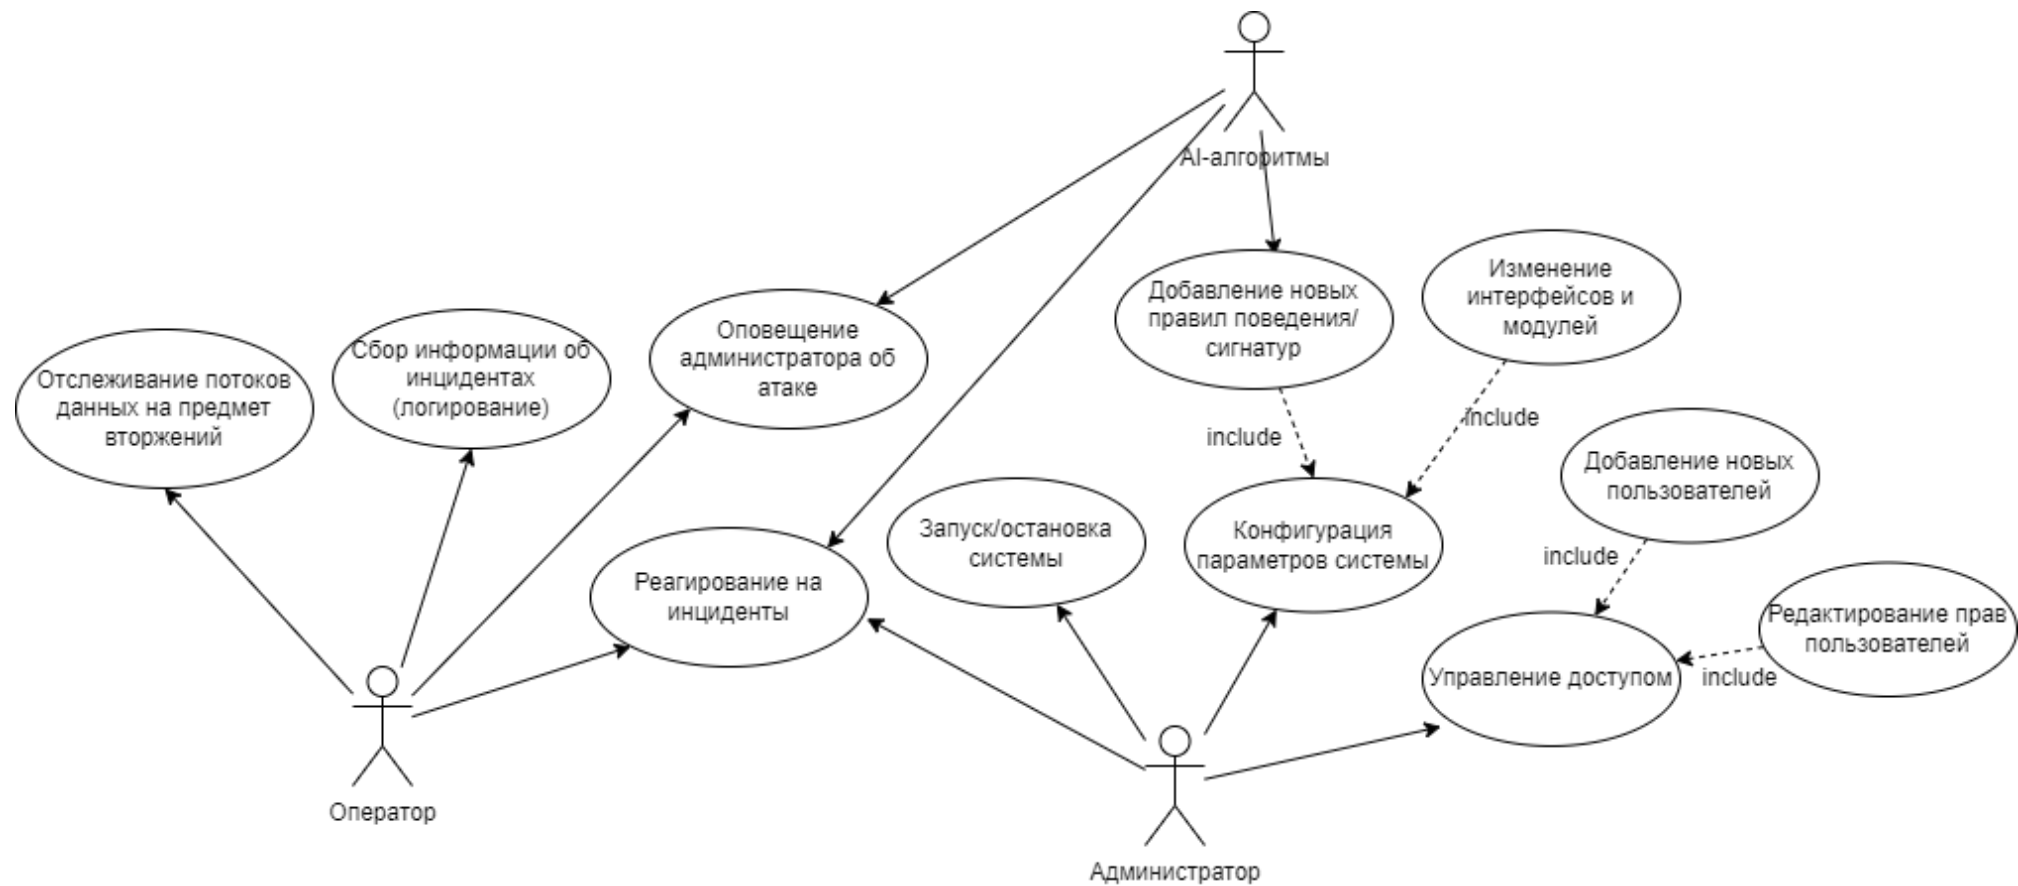 AI-алгоритмы
Изменение
интерфейсов и
модулей
Добавление новых
правил поведения/
сигнатур
Оповещение
администратора об
атаке
Сбор информации об
инцидентах
(логирование)
Отслеживание потоков
данных на предмет
вторжений
include
include
Добавление новых
пользователей
Запуск/остановка
системы
Конфигурация
параметров системы
include
Реагирование на
инциденты
Редактирование прав
пользователей
Управление доступом
include
Оператор
Администратор